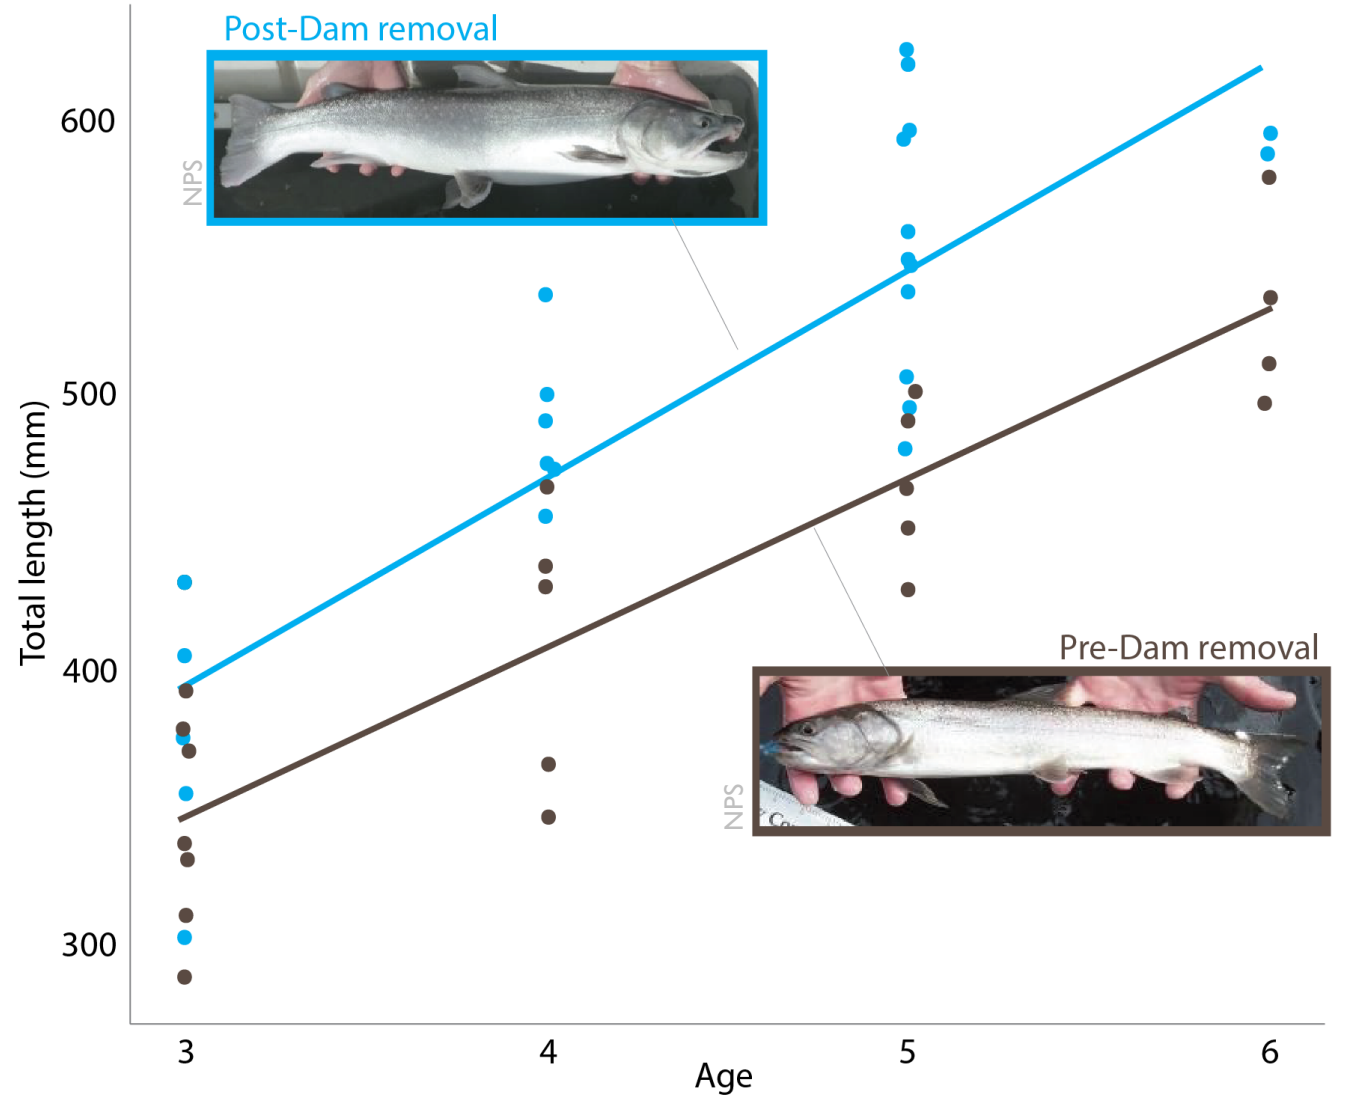 Post-Dam removal
NPS
600
500
400
300
Total length (mm)
Pre-Dam removal
NPS
3 4 5 6
Age